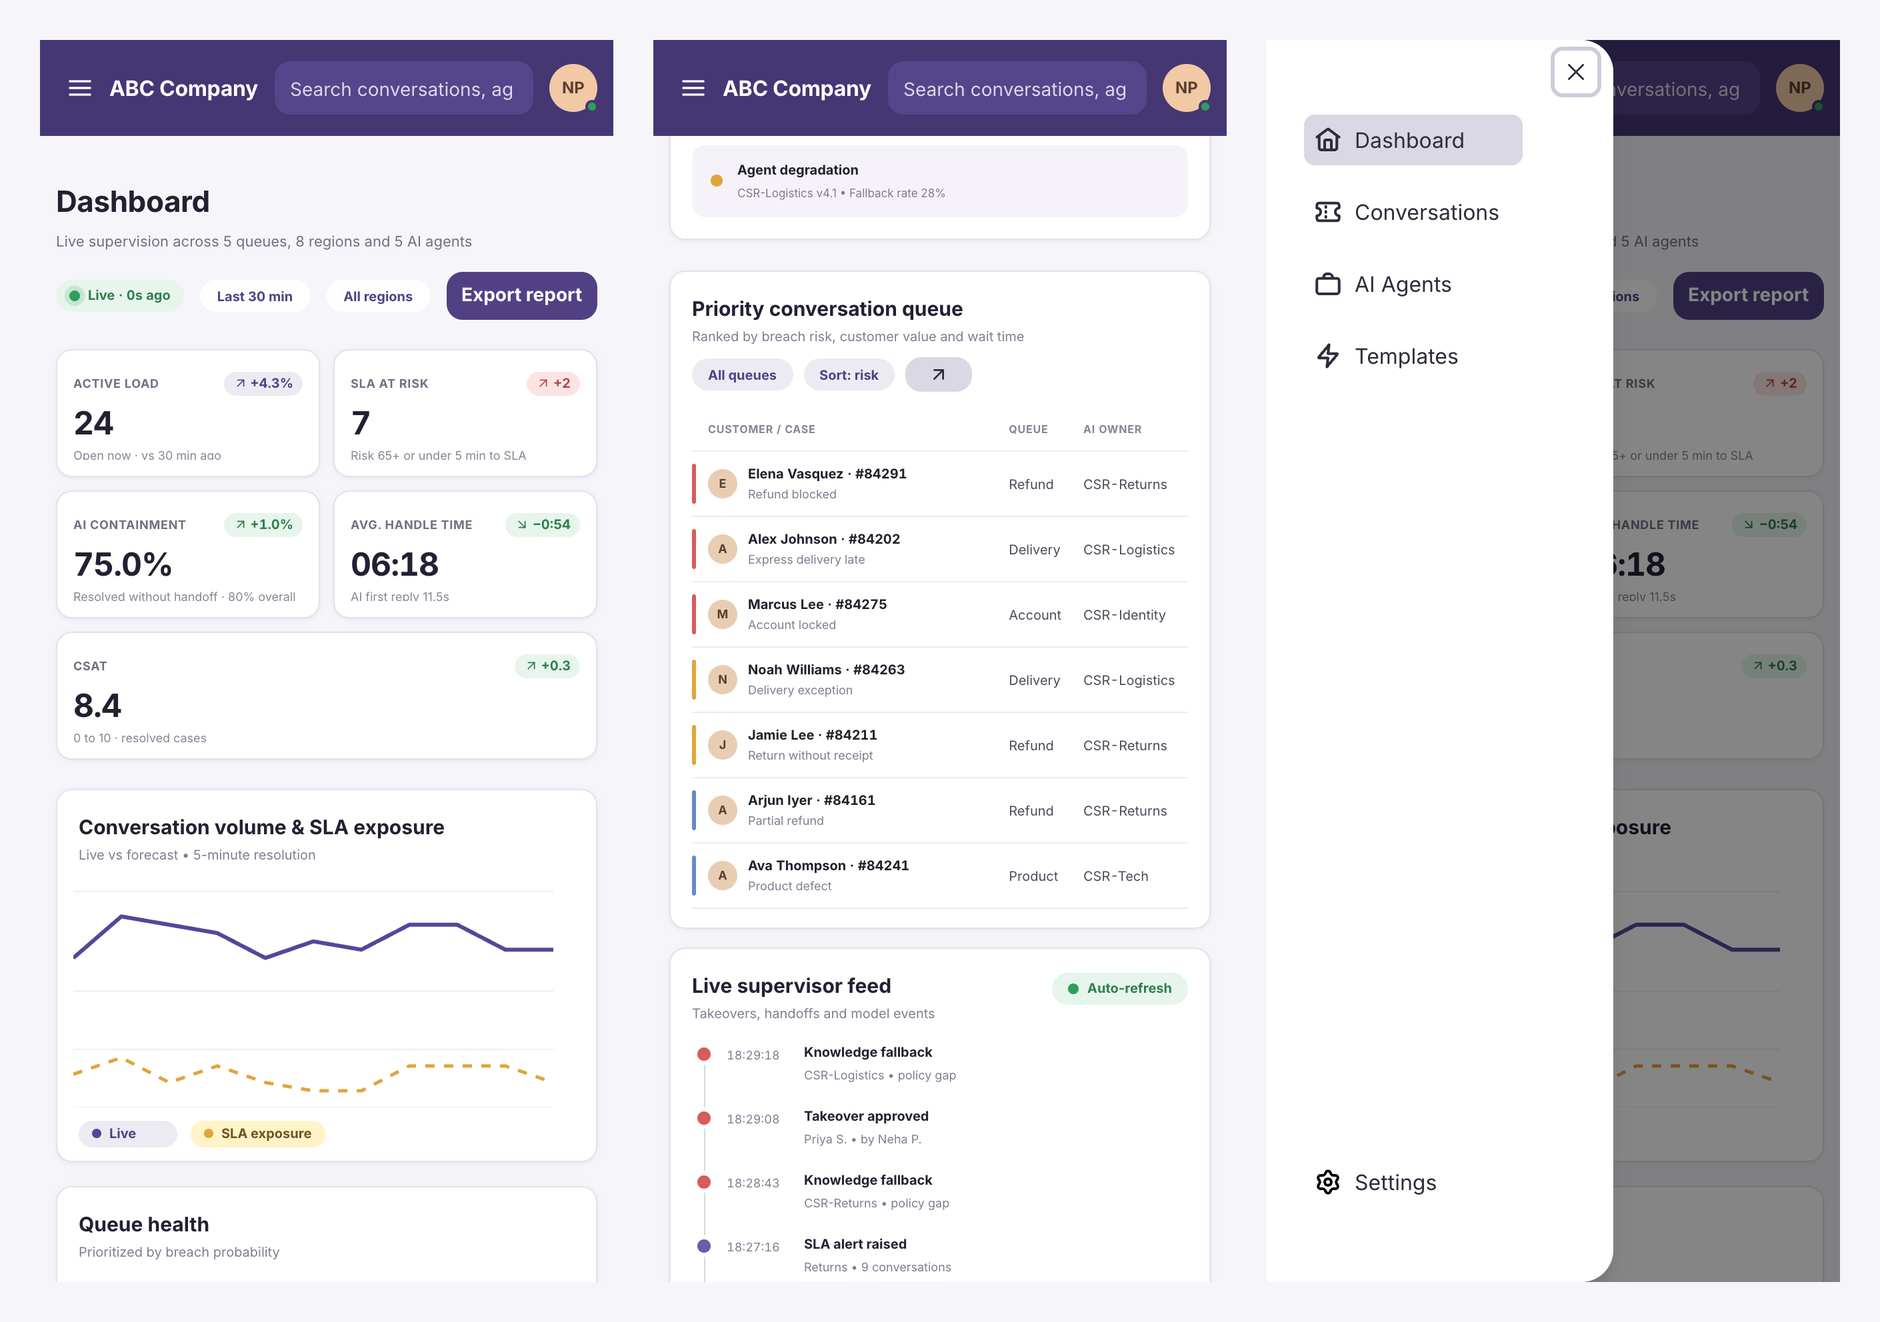 ABC Company
Search conversations, ag
NP
Dashboard
Live supervision across 5 queues, 8 regions and 5 AI agents
Live · 0s ago
Last 30 min
All regions
Export report
ACTIVE LOAD
+4.3%
24
Open now · vs 30 min ago
SLA AT RISK
+2
7
Risk 65+ or under 5 min to SLA
AI CONTAINMENT
+1.0%
75.0%
Resolved without handoff · 80% overall
AVG. HANDLE TIME
−0:54
06:18
AI first reply 11.5s
CSAT
+0.3
8.4
0 to 10 · resolved cases
Conversation volume & SLA exposure
Live vs forecast • 5-minute resolution
Live
SLA exposure
Queue health
Prioritized by breach probability
ABC Company
Search conversations, ag
NP
Agent degradation
CSR-Logistics v4.1 • Fallback rate 28%
Priority conversation queue
Ranked by breach risk, customer value and wait time
All queues
Sort: risk
CUSTOMER / CASE QUEUE AI OWNER
E Elena Vasquez · #84291 Refund CSR-Returns
Refund blocked
A Alex Johnson · #84202 Delivery CSR-Logistics
Express delivery late
M Marcus Lee · #84275 Account CSR-Identity
Account locked
N Noah Williams · #84263 Delivery CSR-Logistics
Delivery exception
J Jamie Lee · #84211 Refund CSR-Returns
Return without receipt
A Arjun Iyer · #84161 Refund CSR-Returns
Partial refund
A Ava Thompson · #84241 Product CSR-Tech
Product defect
Live supervisor feed
Auto-refresh
Takeovers, handoffs and model events
18:29:18 Knowledge fallback
CSR-Logistics • policy gap
18:29:08 Takeover approved
Priya S. • by Neha P.
18:28:43 Knowledge fallback
CSR-Returns • policy gap
18:27:16 SLA alert raised
Returns • 9 conversations
Dashboard
Conversations
AI Agents
Templates
Settings
nversations, ag
NP
d 5 AI agents
ions
Export report
AT RISK
+2
5+ or under 5 min to SLA
HANDLE TIME
−0:54
6:18
reply 11.5s
+0.3
posure